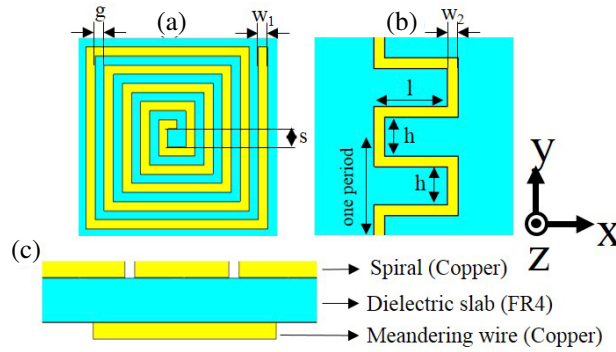 (a)
g
w1
s
(b)
w2
l
h
h
one period
y
x
z
(c)
Spiral (Copper)
Dielectric slab (FR4)
Meandering wire (Copper)